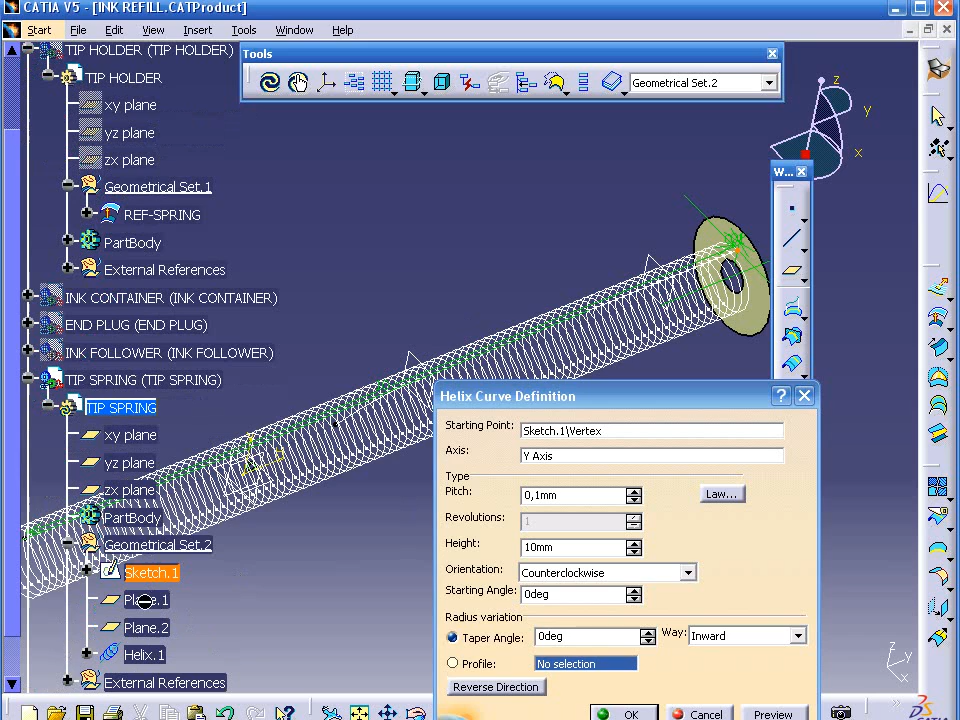 CATIA V5 - [INK REFILL.CATProduct]
Start File Edit View Insert Tools Window Help
TIP HOLDER (TIP HOLDER)
TIP HOLDER
xy plane
yz plane
zx plane
Geometrical Set.1
REF-SPRING
PartBody
External References
INK CONTAINER (INK CONTAINER)
END PLUG (END PLUG)
INK FOLLOWER (INK FOLLOWER)
TIP SPRING (TIP SPRING)
TIP SPRING
xy plane
yz plane
zx plane
PartBody
Geometrical Set.2
Sketch.1
Plane.1
Plane.2
Helix.1
External References
Tools
Geometrical Set.2
z
y
x
W...
Helix Curve Definition
Starting Point: Sketch.1\Vertex
Axis: Y Axis
Type
Pitch: 0,1mm Law...
Revolutions: 1
Height: 10mm
Orientation: Counterclockwise
Starting Angle: 0deg
Radius variation
Taper Angle: 0deg Way: Inward
Profile: No selection
Reverse Direction
OK Cancel Preview
y
x
CATIA